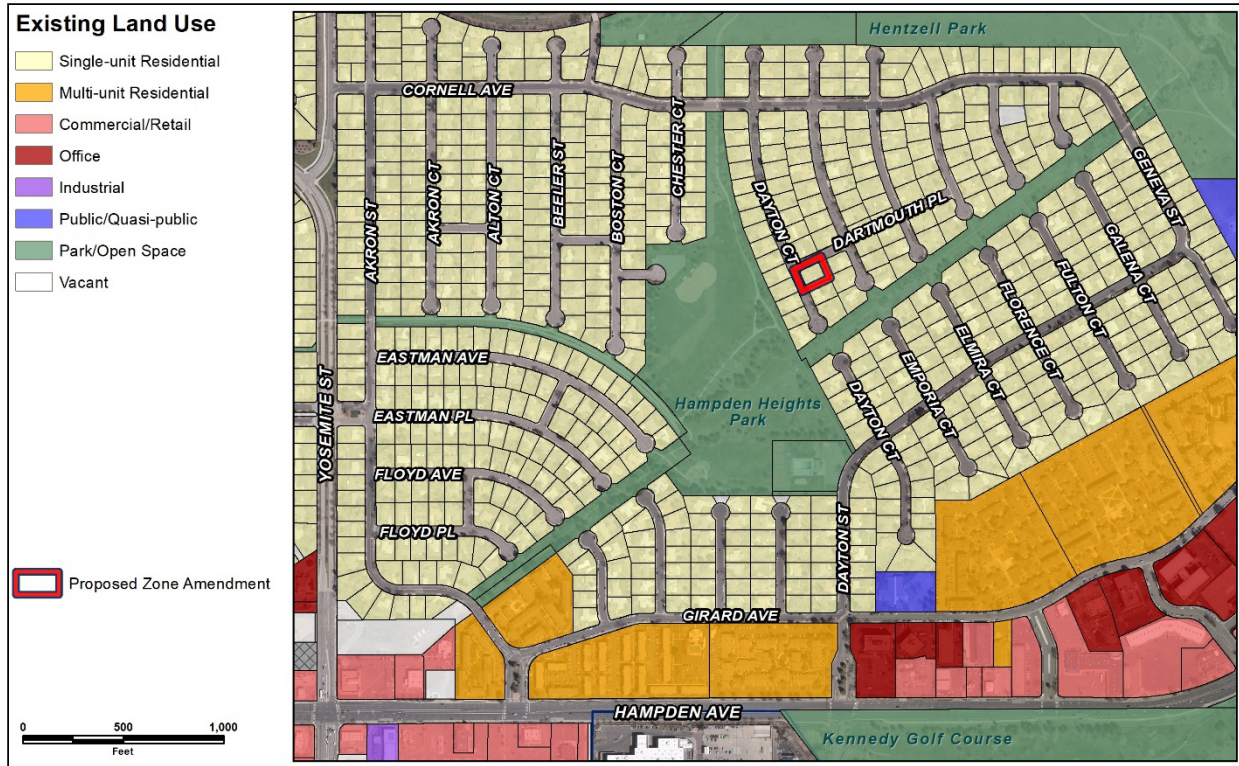 Existing Land Use
Single-unit Residential
Multi-unit Residential
Commercial/Retail
Office
Industrial
Public/Quasi-public
Park/Open Space
Vacant
Proposed Zone Amendment
0 500 1,000
Feet
Hentzell Park
CORNELL AVE
AKRON ST
AKRON CT
ALTON CT
BEELER ST
BOSTON CT
CHESTER CT
DAYTON CT
DARTMOUTH PL
GENEVA ST
GALENA CT
FULTON CT
FLORENCE CT
ELMIRA CT
EMPORIA CT
DAYTON CT
EASTMAN AVE
EASTMAN PL
FLOYD AVE
FLOYD PL
YOSEMITE ST
Hampden Heights
Park
DAYTON ST
GIRARD AVE
HAMPDEN AVE
Kennedy Golf Course